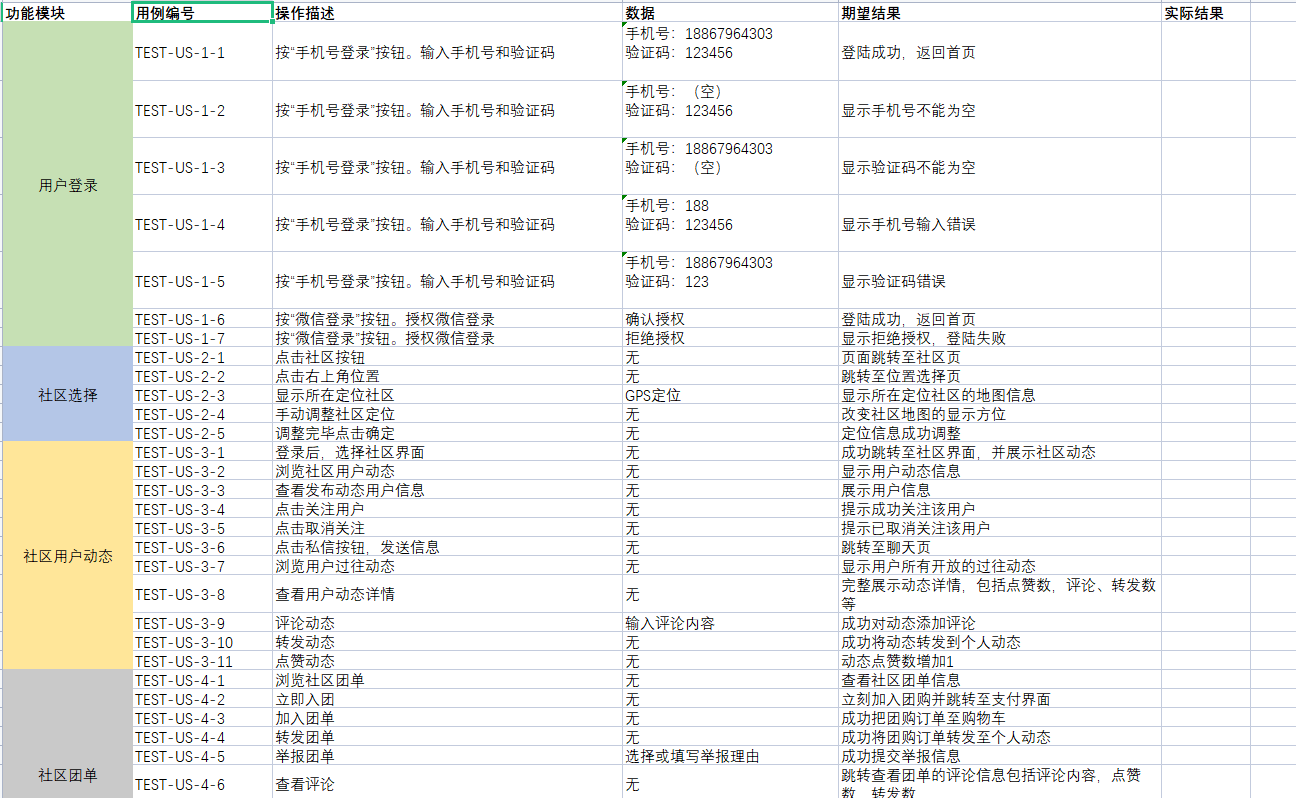 功能模块 用例编号 操作描述 数据 期望结果 实际结果
用户登录
TEST-US-1-1 按“手机号登录”按钮。输入手机号和验证码 手机号：18867964303
验证码：123456 登陆成功，返回首页
TEST-US-1-2 按“手机号登录”按钮。输入手机号和验证码 手机号：（空）
验证码：123456 显示手机号不能为空
TEST-US-1-3 按“手机号登录”按钮。输入手机号和验证码 手机号：18867964303
验证码：（空） 显示验证码不能为空
TEST-US-1-4 按“手机号登录”按钮。输入手机号和验证码 手机号：188
验证码：123456 显示手机号输入错误
TEST-US-1-5 按“手机号登录”按钮。输入手机号和验证码 手机号：18867964303
验证码：123 显示验证码错误
TEST-US-1-6 按“微信登录”按钮。授权微信登录 确认授权 登陆成功，返回首页
TEST-US-1-7 按“微信登录”按钮。授权微信登录 拒绝授权 显示拒绝授权，登陆失败
社区选择
TEST-US-2-1 点击社区按钮 无 页面跳转至社区页
TEST-US-2-2 点击右上角位置 无 跳转至位置选择页
TEST-US-2-3 显示所在定位社区 GPS定位 显示所在定位社区的地图信息
TEST-US-2-4 手动调整社区定位 无 改变社区地图的显示方位
TEST-US-2-5 调整完毕点击确定 无 定位信息成功调整
社区用户动态
TEST-US-3-1 登录后，选择社区界面 无 成功跳转至社区界面，并展示社区动态
TEST-US-3-2 浏览社区用户动态 无 显示用户动态信息
TEST-US-3-3 查看发布动态用户信息 无 展示用户信息
TEST-US-3-4 点击关注用户 无 提示成功关注该用户
TEST-US-3-5 点击取消关注 无 提示已取消关注该用户
TEST-US-3-6 点击私信按钮，发送信息 无 跳转至聊天页
TEST-US-3-7 浏览用户过往动态 无 显示用户所有开放的过往动态
TEST-US-3-8 查看用户动态详情 无 完整展示动态详情，包括点赞数，评论、转发数
等
TEST-US-3-9 评论动态 输入评论内容 成功对动态添加评论
TEST-US-3-10 转发动态 无 成功将动态转发到个人动态
TEST-US-3-11 点赞动态 无 动态点赞数增加1
社区团单
TEST-US-4-1 浏览社区团单 无 查看社区团单信息
TEST-US-4-2 立即入团 无 立刻加入团购并跳转至支付界面
TEST-US-4-3 加入团单 无 成功把团购订单至购物车
TEST-US-4-4 转发团单 无 成功将团购订单转发至个人动态
TEST-US-4-5 举报团单 选择或填写举报理由 成功提交举报信息
TEST-US-4-6 查看评论 无 跳转查看团单的评论信息包括评论内容，点赞
数，转发数